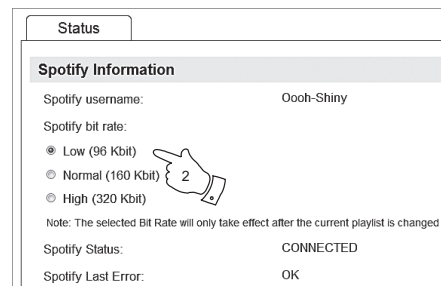 Status
Spotify Information
Spotify username: Oooh-Shiny
Spotify bit rate:
Low (96 Kbit)
Normal (160 Kbit) 2
High (320 Kbit)
Note: The selected Bit Rate will only take effect after the current playlist is changed
Spotify Status: CONNECTED
Spotify Last Error: OK